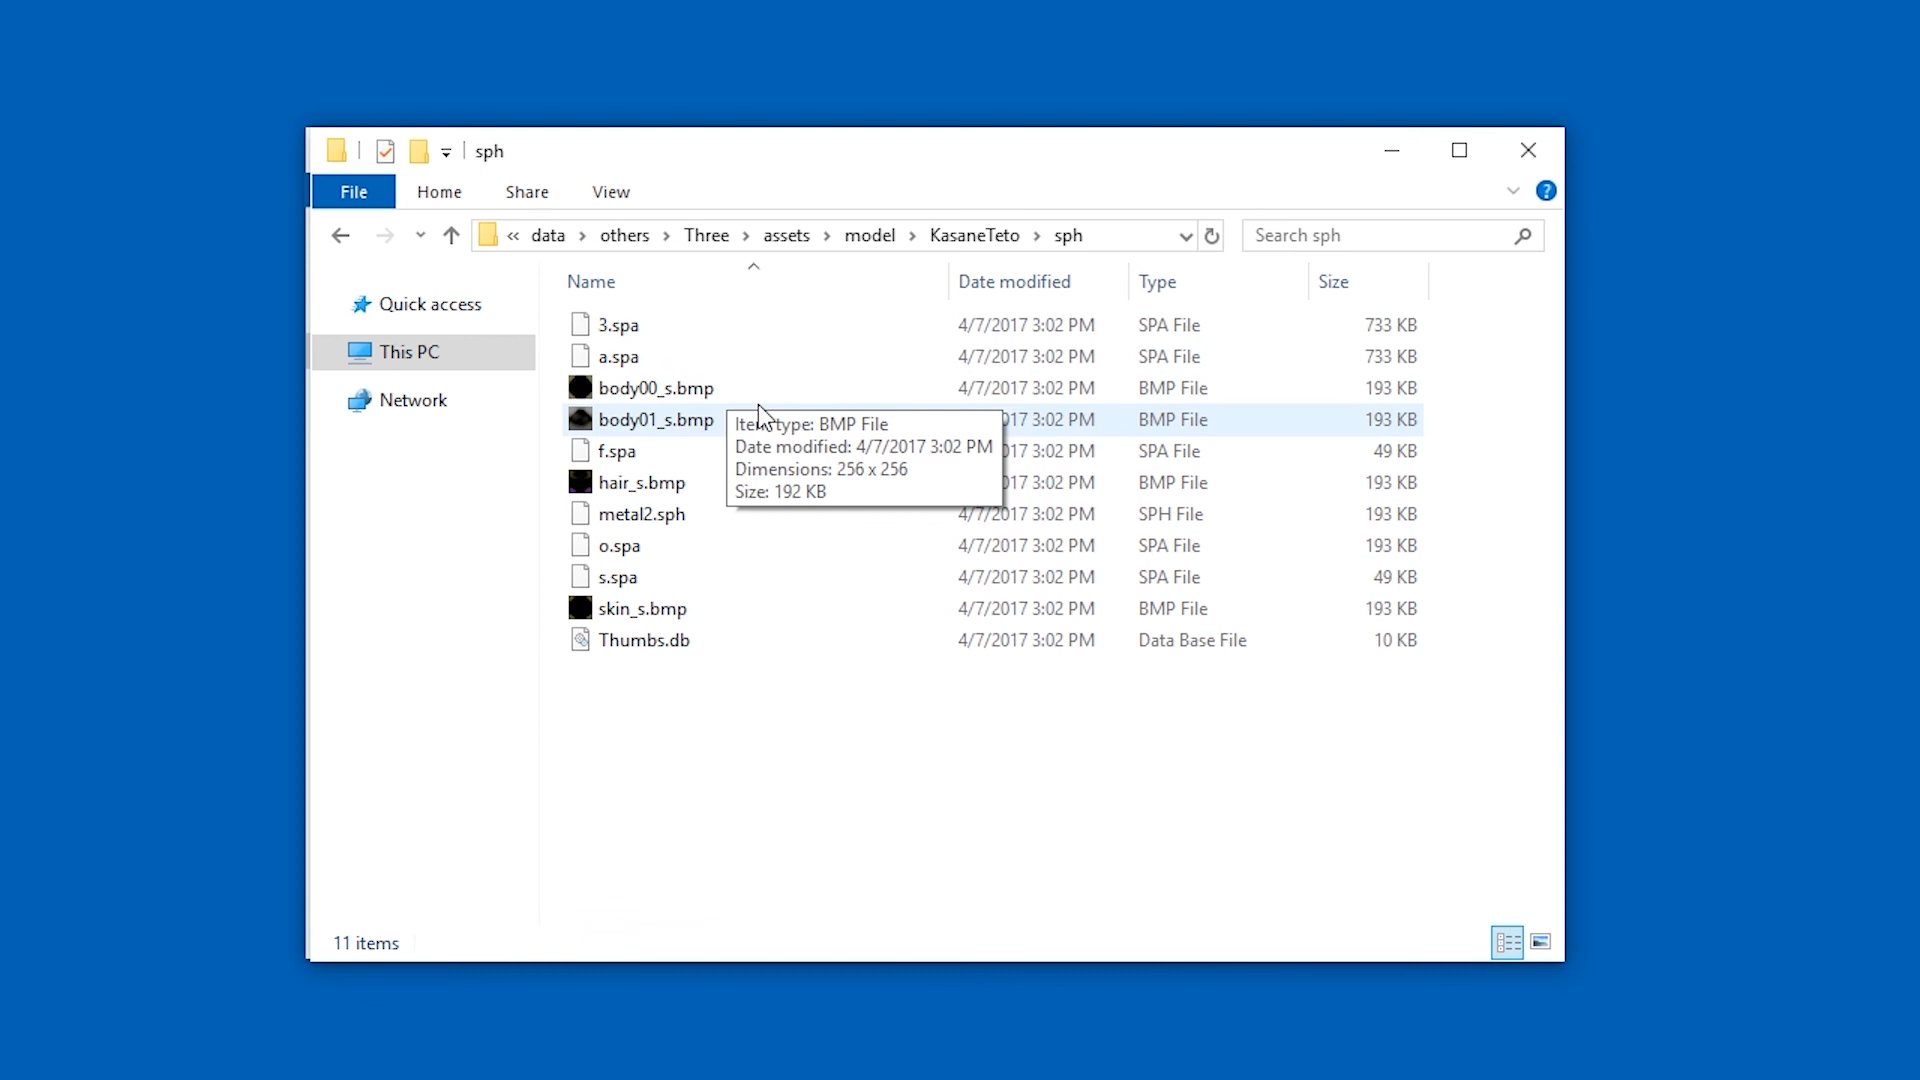 sph
File Home Share View
« data › others › Three › assets › model › KasaneTeto › sph Search sph
Name Date modified Type Size
Quick access
This PC
Network
3.spa 4/7/2017 3:02 PM SPA File 733 KB
a.spa 4/7/2017 3:02 PM SPA File 733 KB
body00_s.bmp 4/7/2017 3:02 PM BMP File 193 KB
body01_s.bmp 017 3:02 PM BMP File 193 KB
f.spa 017 3:02 PM SPA File 49 KB
hair_s.bmp 017 3:02 PM BMP File 193 KB
metal2.sph 4/7/2017 3:02 PM SPH File 193 KB
o.spa 4/7/2017 3:02 PM SPA File 193 KB
s.spa 4/7/2017 3:02 PM SPA File 49 KB
skin_s.bmp 4/7/2017 3:02 PM BMP File 193 KB
Thumbs.db 4/7/2017 3:02 PM Data Base File 10 KB
Item type: BMP File
Date modified: 4/7/2017 3:02 PM
Dimensions: 256 x 256
Size: 192 KB
11 items